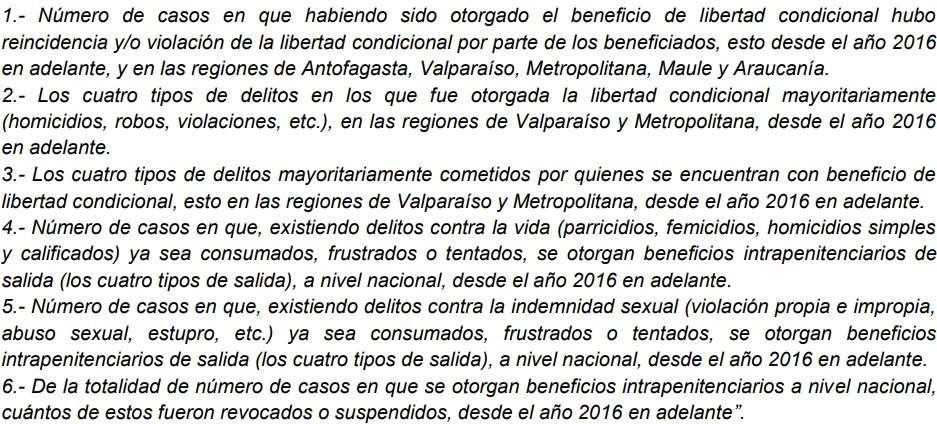 1.- Número de casos en que habiendo sido otorgado el beneficio de libertad condicional hubo
reincidencia y/o violación de la libertad condicional por parte de los beneficiados, esto desde el año 2016
en adelante, y en las regiones de Antofagasta, Valparaíso, Metropolitana, Maule y Araucanía.
2.- Los cuatro tipos de delitos en los que fue otorgada la libertad condicional mayoritariamente
(homicidios, robos, violaciones, etc.), en las regiones de Valparaíso y Metropolitana, desde el año 2016
en adelante.
3.- Los cuatro tipos de delitos mayoritariamente cometidos por quienes se encuentran con beneficio de
libertad condicional, esto en las regiones de Valparaíso y Metropolitana, desde el año 2016 en adelante.
4.- Número de casos en que, existiendo delitos contra la vida (parricidios, femicidios, homicidios simples
y calificados) ya sea consumados, frustrados o tentados, se otorgan beneficios intrapenitenciarios de
salida (los cuatro tipos de salida), a nivel nacional, desde el año 2016 en adelante.
5.- Número de casos en que, existiendo delitos contra la indemnidad sexual (violación propia e impropia,
abuso sexual, estupro, etc.) ya sea consumados, frustrados o tentados, se otorgan beneficios
intrapenitenciarios de salida (los cuatro tipos de salida), a nivel nacional, desde el año 2016 en adelante.
6.- De la totalidad de número de casos en que se otorgan beneficios intrapenitenciarios a nivel nacional,
cuántos de estos fueron revocados o suspendidos, desde el año 2016 en adelante”.